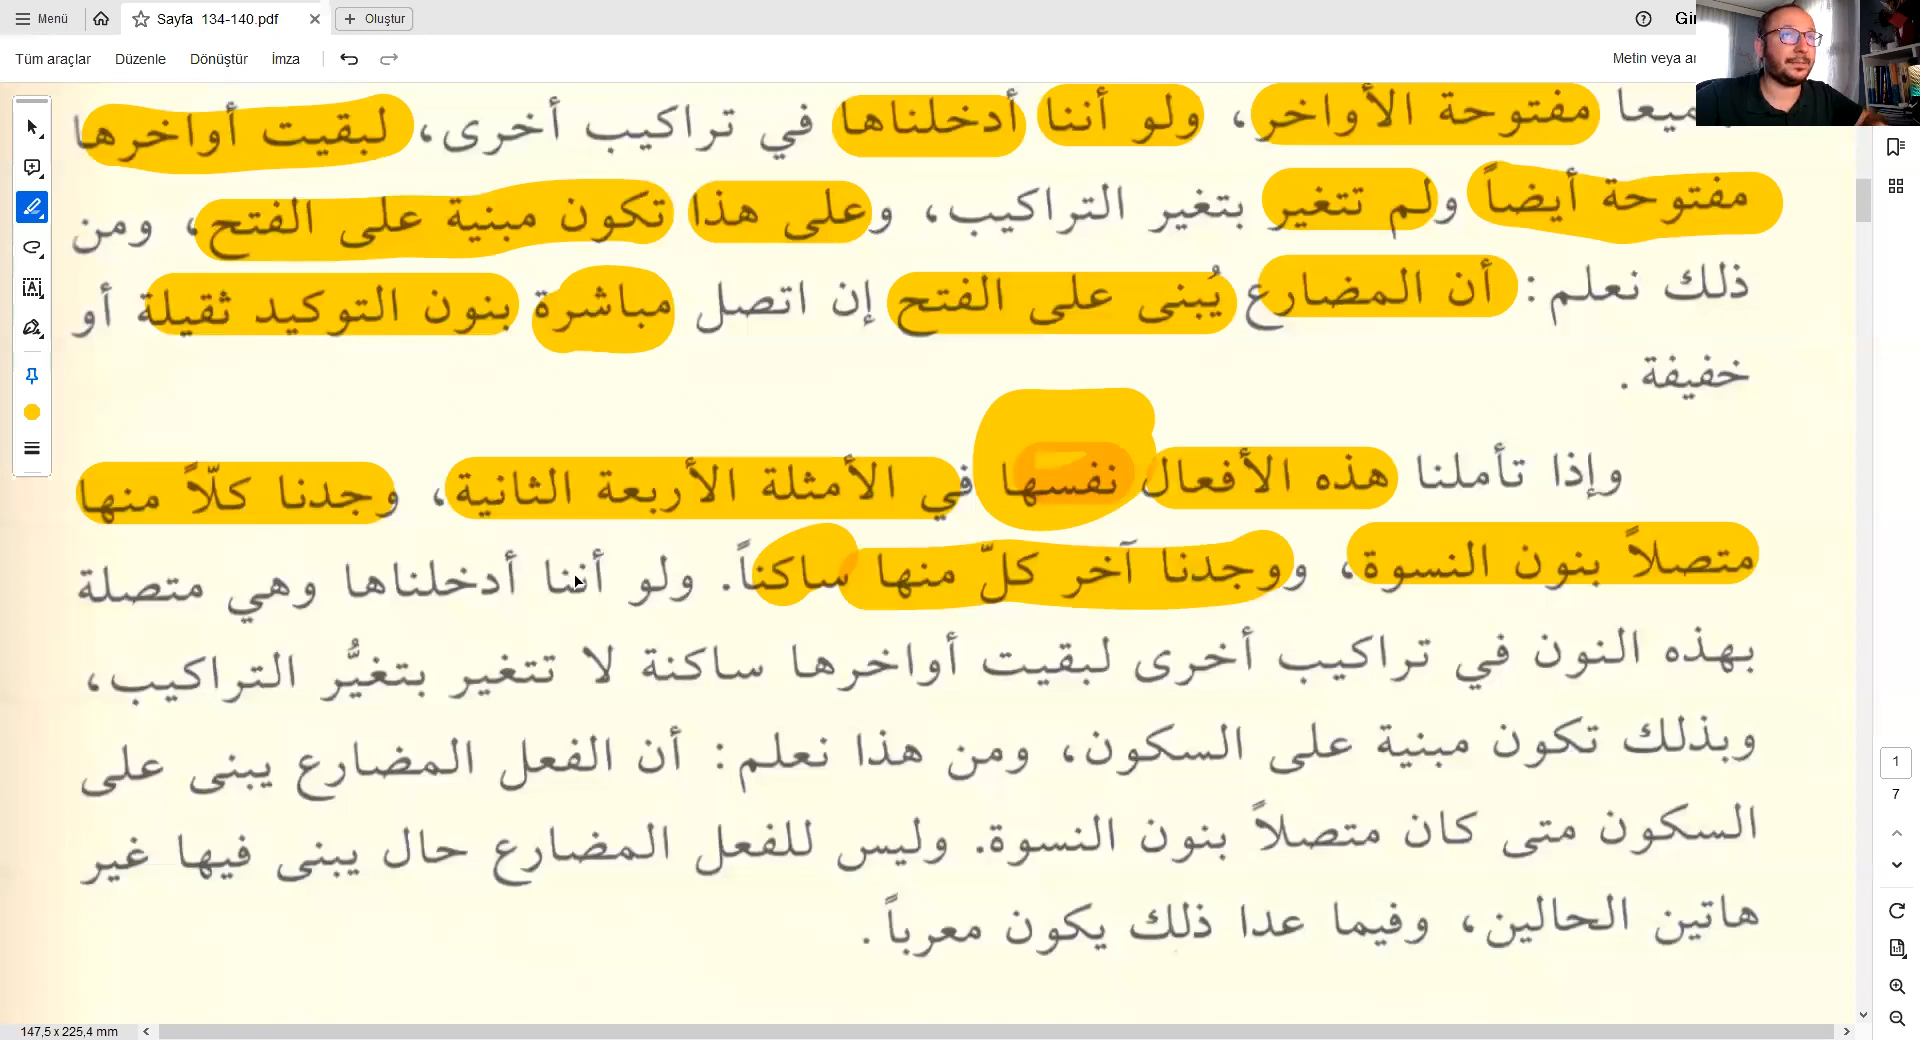 Menü
Sayfa 134-140.pdf
Oluştur
Tüm araçlar
Düzenle
Dönüştür
İmza
Metin veya
مفتوحة الأواخر، ولو أننا أدخلناها في تراكيب أخرى، لبقيت أواخرها
مفتوحة أيضاً ولم تتغير بتغير التراكيب، وعلى هذا تكون مبنية على الفتح، ومن
ذلك نعلم: أن المضارع يُبنى على الفتح إن اتصل مباشرة بنون التوكيد ثقيلة أو
خفيفة.
وإذا تأملنا هذه الأفعال نفسها في الأمثلة الأربعة الثانية، وجدنا كلّاً منها
متصلاً بنون النسوة، ووجدنا آخر كلّ منها ساكناً. ولو أننا أدخلناها وهي متصلة
بهذه النون في تراكيب أخرى لبقيت أواخرها ساكنة لا تتغير بتغيُّر التراكيب،
وبذلك تكون مبنية على السكون، ومن هذا نعلم: أن الفعل المضارع يبنى على
السكون متى كان متصلاً بنون النسوة. وليس للفعل المضارع حال يبنى فيها غير
هاتين الحالين، وفيما عدا ذلك يكون معرباً.
1
7
147,5 x 225,4 mm